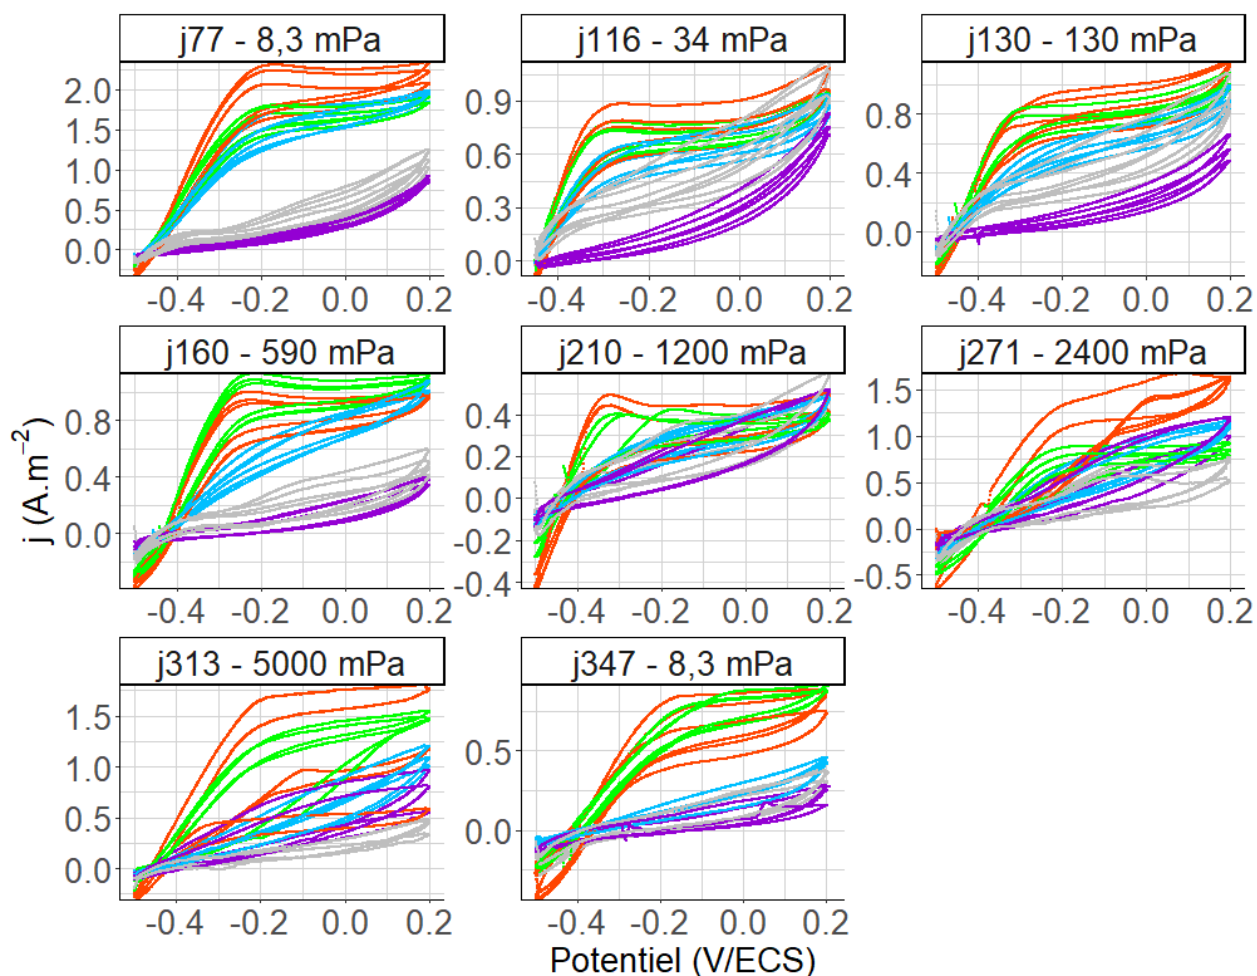 j77 - 8,3 mPa
j116 - 34 mPa
j130 - 130 mPa
2.0
1.5
1.0
0.5
0.0
0.9
0.6
0.3
0.0
0.8
0.4
0.0
-0.4 -0.2 0.0 0.2
-0.4 -0.2 0.0 0.2
-0.4 -0.2 0.0 0.2
j160 - 590 mPa
j210 - 1200 mPa
j271 - 2400 mPa
j (A.m⁻²)
0.8
0.4
0.0
0.4
0.2
0.0
-0.2
-0.4
1.5
1.0
0.5
0.0
-0.5
-0.4 -0.2 0.0 0.2
-0.4 -0.2 0.0 0.2
-0.4 -0.2 0.0 0.2
j313 - 5000 mPa
j347 - 8,3 mPa
1.5
1.0
0.5
0.0
0.5
0.0
-0.4 -0.2 0.0 0.2
-0.4 -0.2 0.0 0.2
Potentiel (V/ECS)